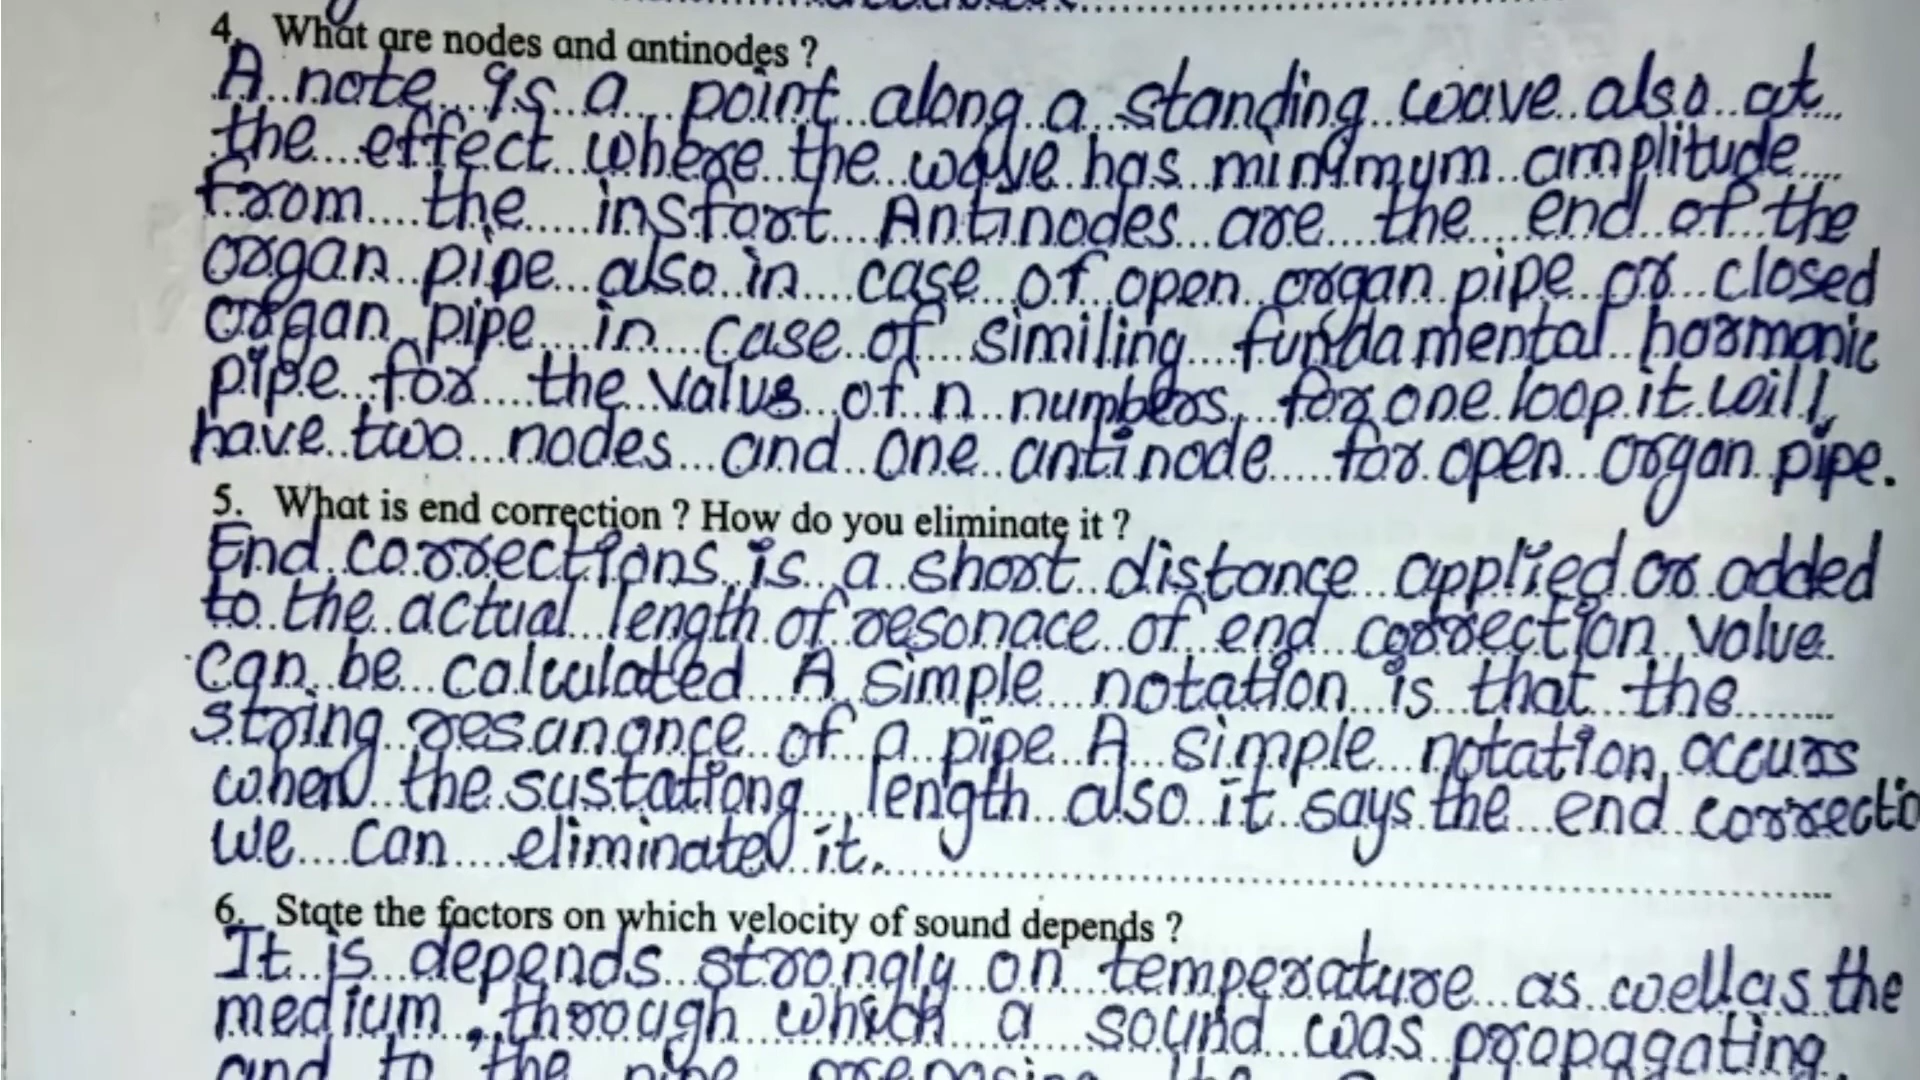 4. What are nodes and antinodes ?
A note is a point along a standing wave also at
the effect where the wave has minimum amplitude
from the insfort Antinodes are the end of the
organ pipe also in case of open organ pipe or closed
organ pipe in case of similing fundamental harmonic
pipe for the value of n numbers, for one loop it will
have two nodes and one antinode for open organ pipe.
5. What is end correction ? How do you eliminate it ?
End corrections is a short distance applied or added
to the actual length of resonace of end correction value
can be calculated A simple notation is that the
string resanance of a pipe A simple notation occurs
when the length also it says the end correctio
we can eliminated it.
6. State the factors on which velocity of sound depends ?
It is depends strongly on temperature as wellas the
medium, through which a sound was propagating
and to the pipe